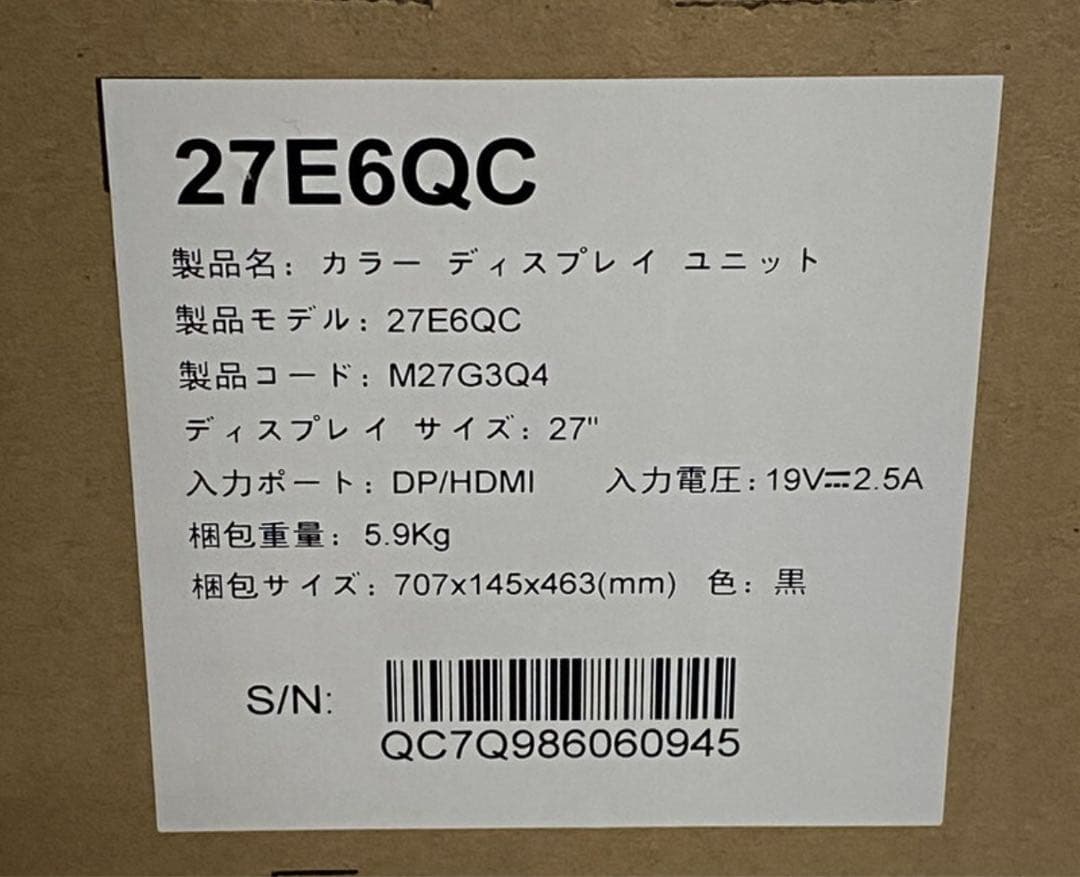 27E6QC
製品名: カラー ディスプレイ ユニット
製品モデル: 27E6QC
製品コード: M27G3Q4
ディスプレイ サイズ: 27"
入力ポート: DP/HDMI 入力電圧: 19V⎓2.5A
梱包重量: 5.9Kg
梱包サイズ: 707x145x463(mm) 色: 黒
S/N:
QC7Q986060945